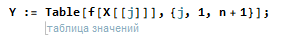 Y := Table[f[X[[j]]], {j, 1, n + 1}];
таблица значений